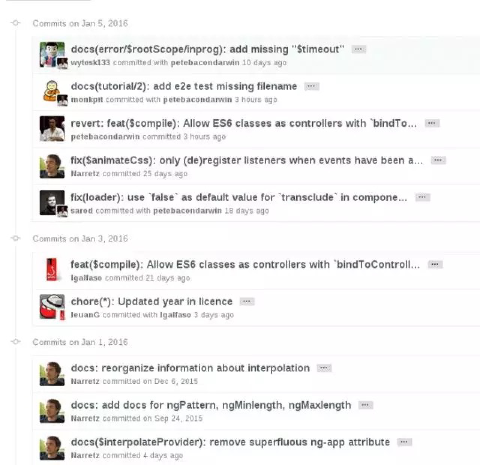 Commits on Jan 5, 2016
docs(error/$rootScope/inprog): add missing "$timeout" ...
wytosk133 committed with petebacondarwin 10 days ago
docs(tutorial/2): add e2e test missing filename ...
monkpit committed with petebacondarwin 3 hours ago
revert: feat($compile): Allow ES6 classes as controllers with `bindTo... ...
petebacondarwin committed 3 hours ago
fix($animateCss): only (de)register listeners when events have been a... ...
Narretz committed 25 days ago
fix(loader): use `false` as default value for `transclude` in compone... ...
sarod committed with petebacondarwin 18 days ago
Commits on Jan 3, 2016
feat($compile): Allow ES6 classes as controllers with `bindToControll... ...
lgalfaso committed 21 days ago
chore(*): Updated year in licence ...
IeuanG committed with lgalfaso 3 days ago
Commits on Jan 1, 2016
docs: reorganize information about interpolation ...
Narretz committed on Dec 6, 2015
docs: add docs for ngPattern, ngMinlength, ngMaxlength ...
Narretz committed on Sep 24, 2015
docs($interpolateProvider): remove superfluous ng-app attribute ...
Narretz committed 4 days ago